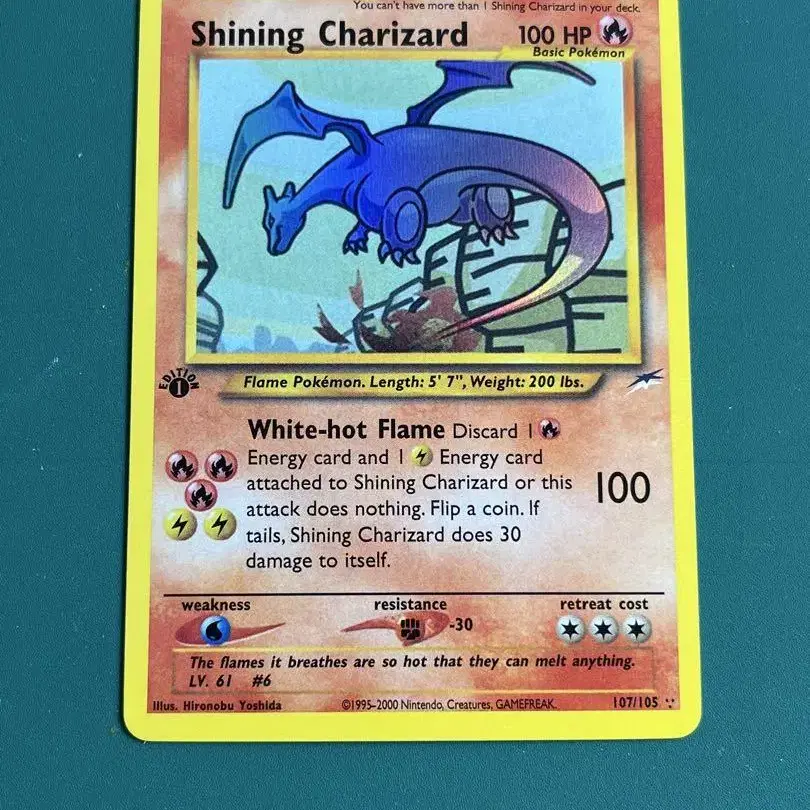 You can't have more than 1 Shining Charizard in your deck.
Shining Charizard 100 HP
Basic Pokémon
EDITION 1
Flame Pokémon. Length: 5' 7", Weight: 200 lbs.
White-hot Flame Discard 1
Energy card and 1 Energy card
attached to Shining Charizard or this
attack does nothing. Flip a coin. If
tails, Shining Charizard does 30
damage to itself.
100
weakness resistance retreat cost
-30
The flames it breathes are so hot that they can melt anything.
LV. 61 #6
Illus. Hironobu Yoshida ©1995-2000 Nintendo, Creatures, GAMEFREAK. 107/105